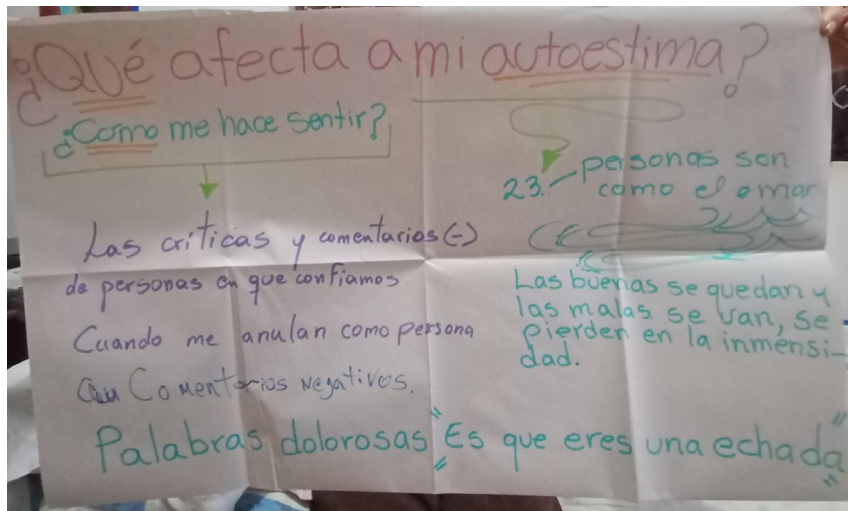 ¿Qué afecta a mi autoestima?
¿Como me hace sentir?
Las críticas y comentarios (-)
de personas en que confiamos
Cuando me anulan como persona
Comentarios Negativos.
23.- personas son
como el mar
Las buenas se quedan y
las malas se van, se
pierden en la inmensi-
dad.
Palabras dolorosas "Es que eres una echada"